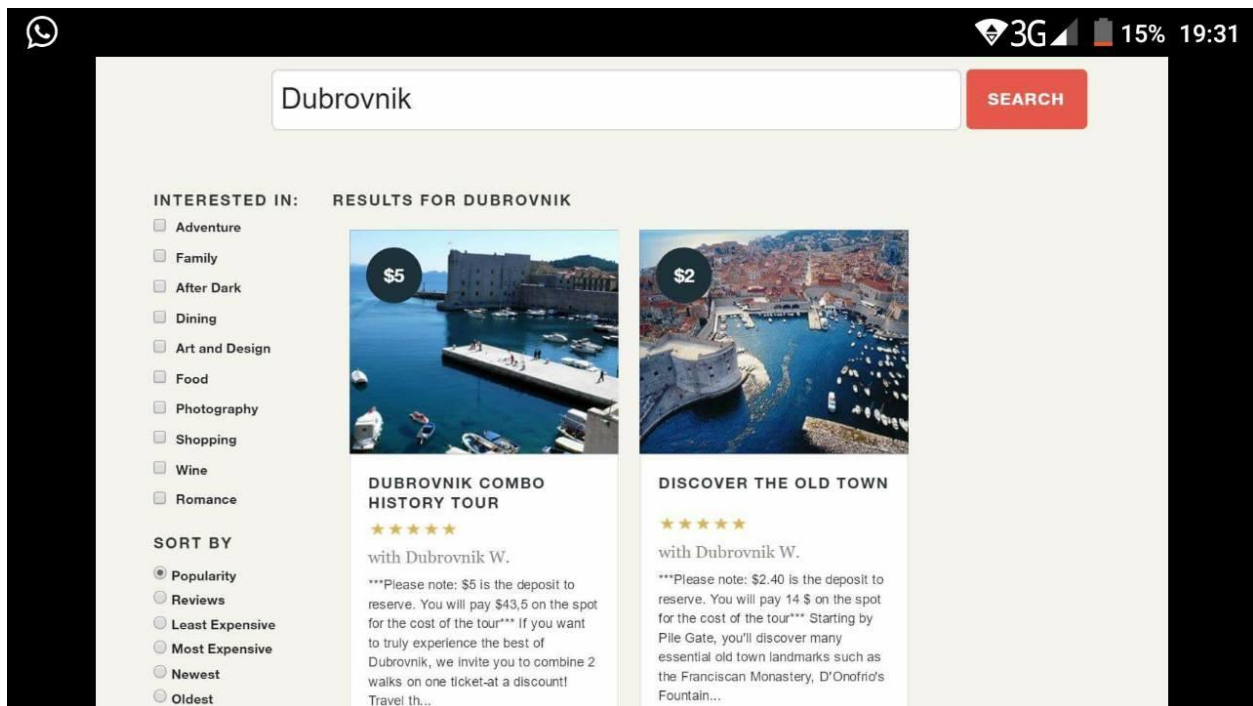 3G 15% 19:31
Dubrovnik
SEARCH
INTERESTED IN:
Adventure
Family
After Dark
Dining
Art and Design
Food
Photography
Shopping
Wine
Romance
SORT BY
Popularity
Reviews
Least Expensive
Most Expensive
Newest
Oldest
RESULTS FOR DUBROVNIK
$5
DUBROVNIK COMBO
HISTORY TOUR
with Dubrovnik W.
***Please note: $5 is the deposit to
reserve. You will pay $43,5 on the spot
for the cost of the tour*** If you want
to truly experience the best of
Dubrovnik, we invite you to combine 2
walks on one ticket-at a discount!
Travel th...
$2
DISCOVER THE OLD TOWN
with Dubrovnik W.
***Please note: $2.40 is the deposit to
reserve. You will pay 14 $ on the spot
for the cost of the tour*** Starting by
Pile Gate, you'll discover many
essential old town landmarks such as
the Franciscan Monastery, D'Onofrio's
Fountain...